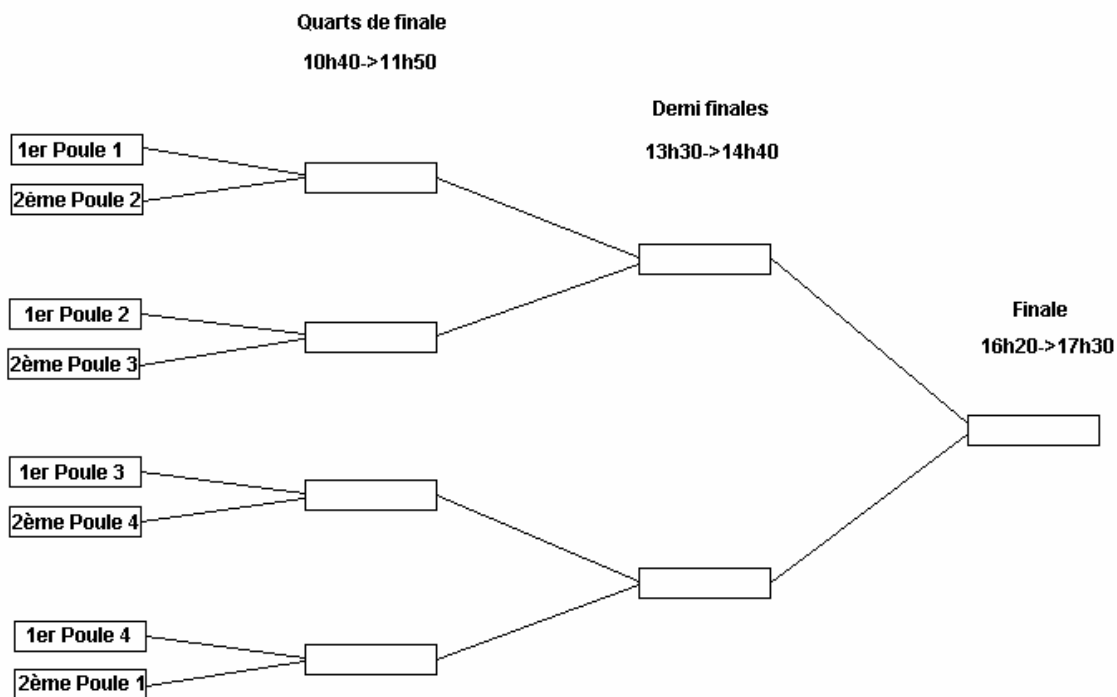 Quarts de finale
10h40->11h50
Demi finales
13h30->14h40
Finale
16h20->17h30
1er Poule 1
2ème Poule 2
1er Poule 2
2ème Poule 3
1er Poule 3
2ème Poule 4
1er Poule 4
2ème Poule 1